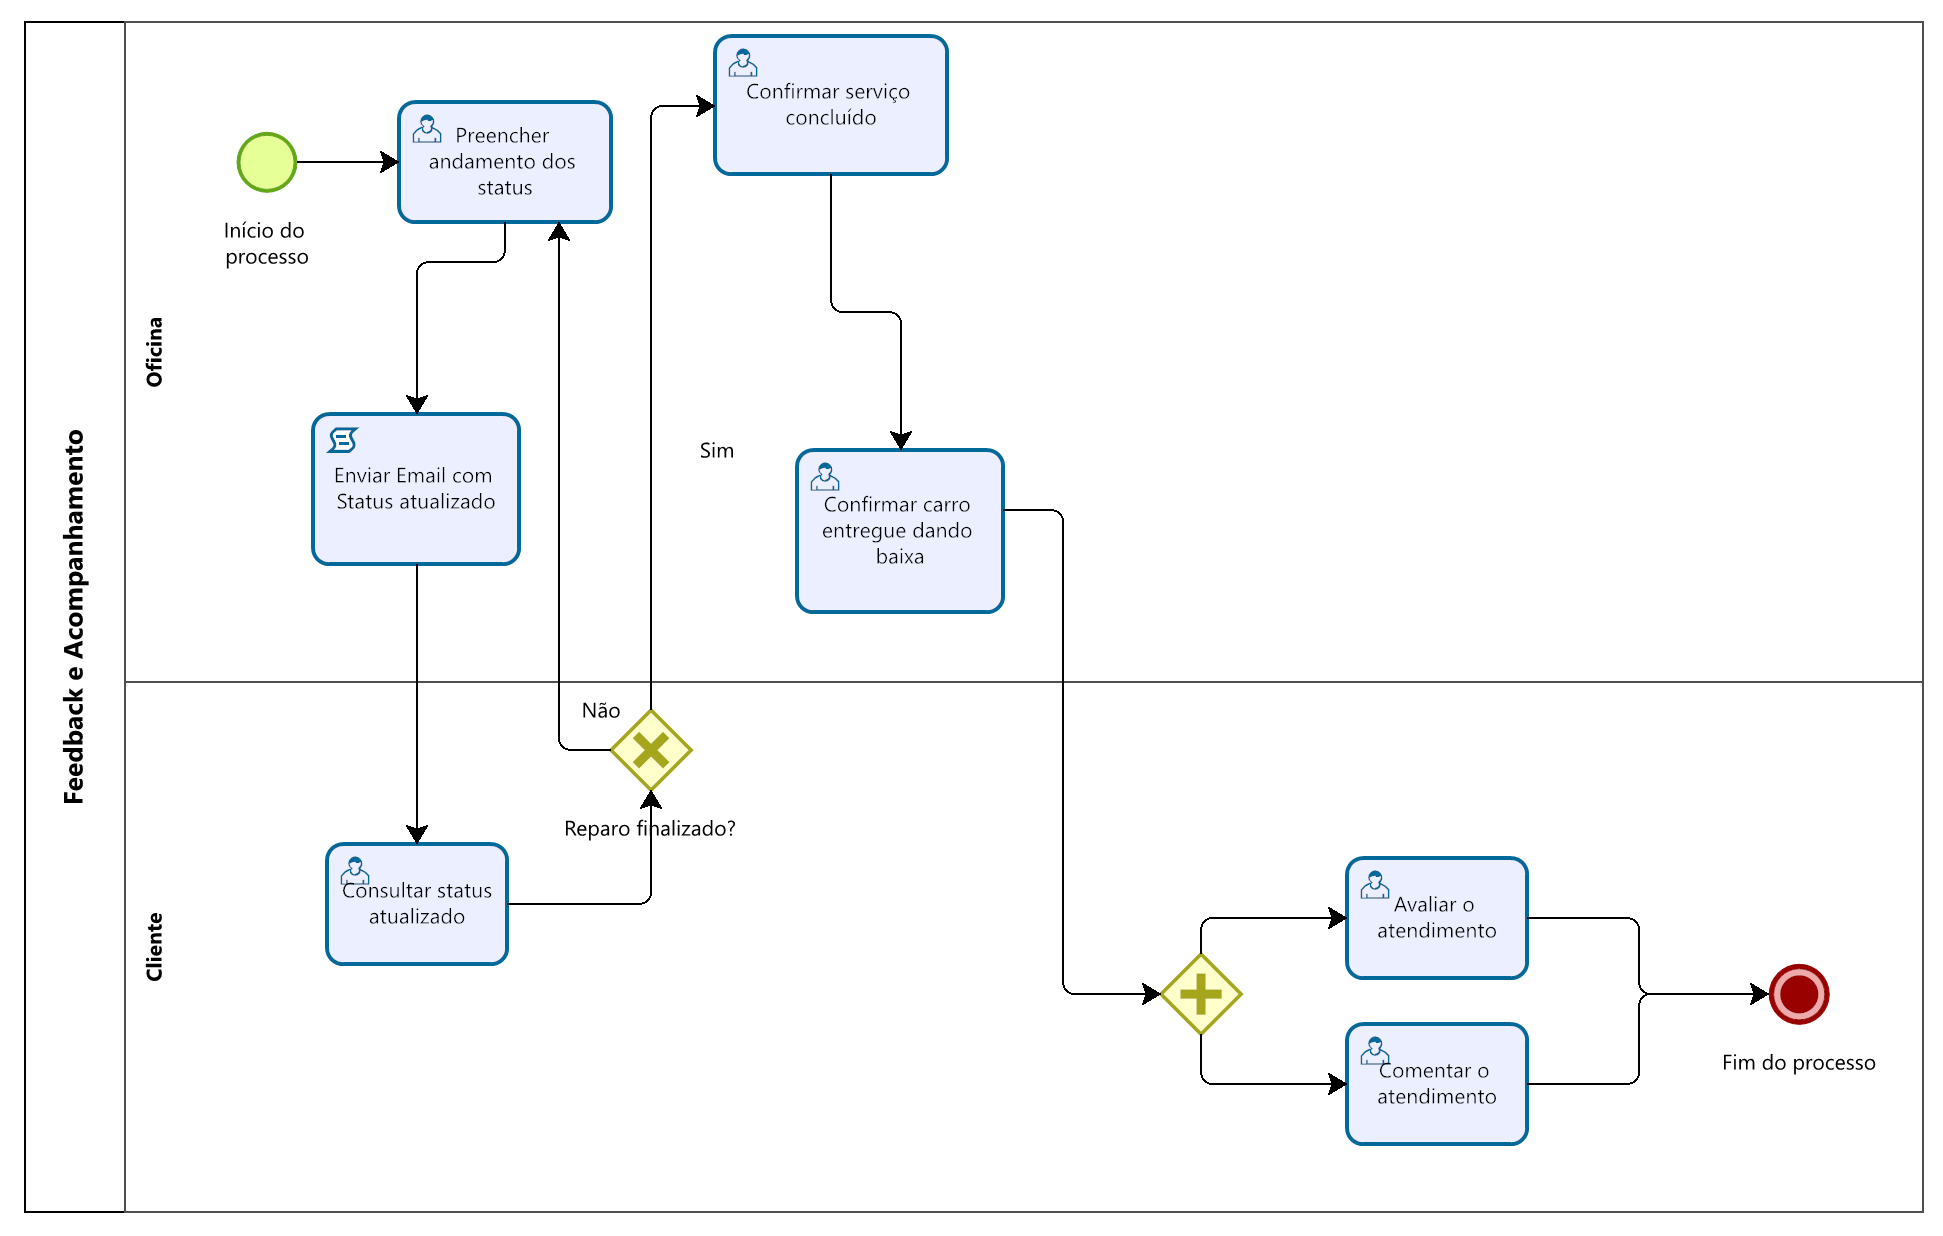 Feedback e Acompanhamento
Oficina
Início do
processo
Preencher
andamento dos
status
Enviar Email com
Status atualizado
Confirmar serviço
concluído
Sim
Confirmar carro
entregue dando
baixa
Cliente
Consultar status
atualizado
Não
Reparo finalizado?
Avaliar o
atendimento
Comentar o
atendimento
Fim do processo